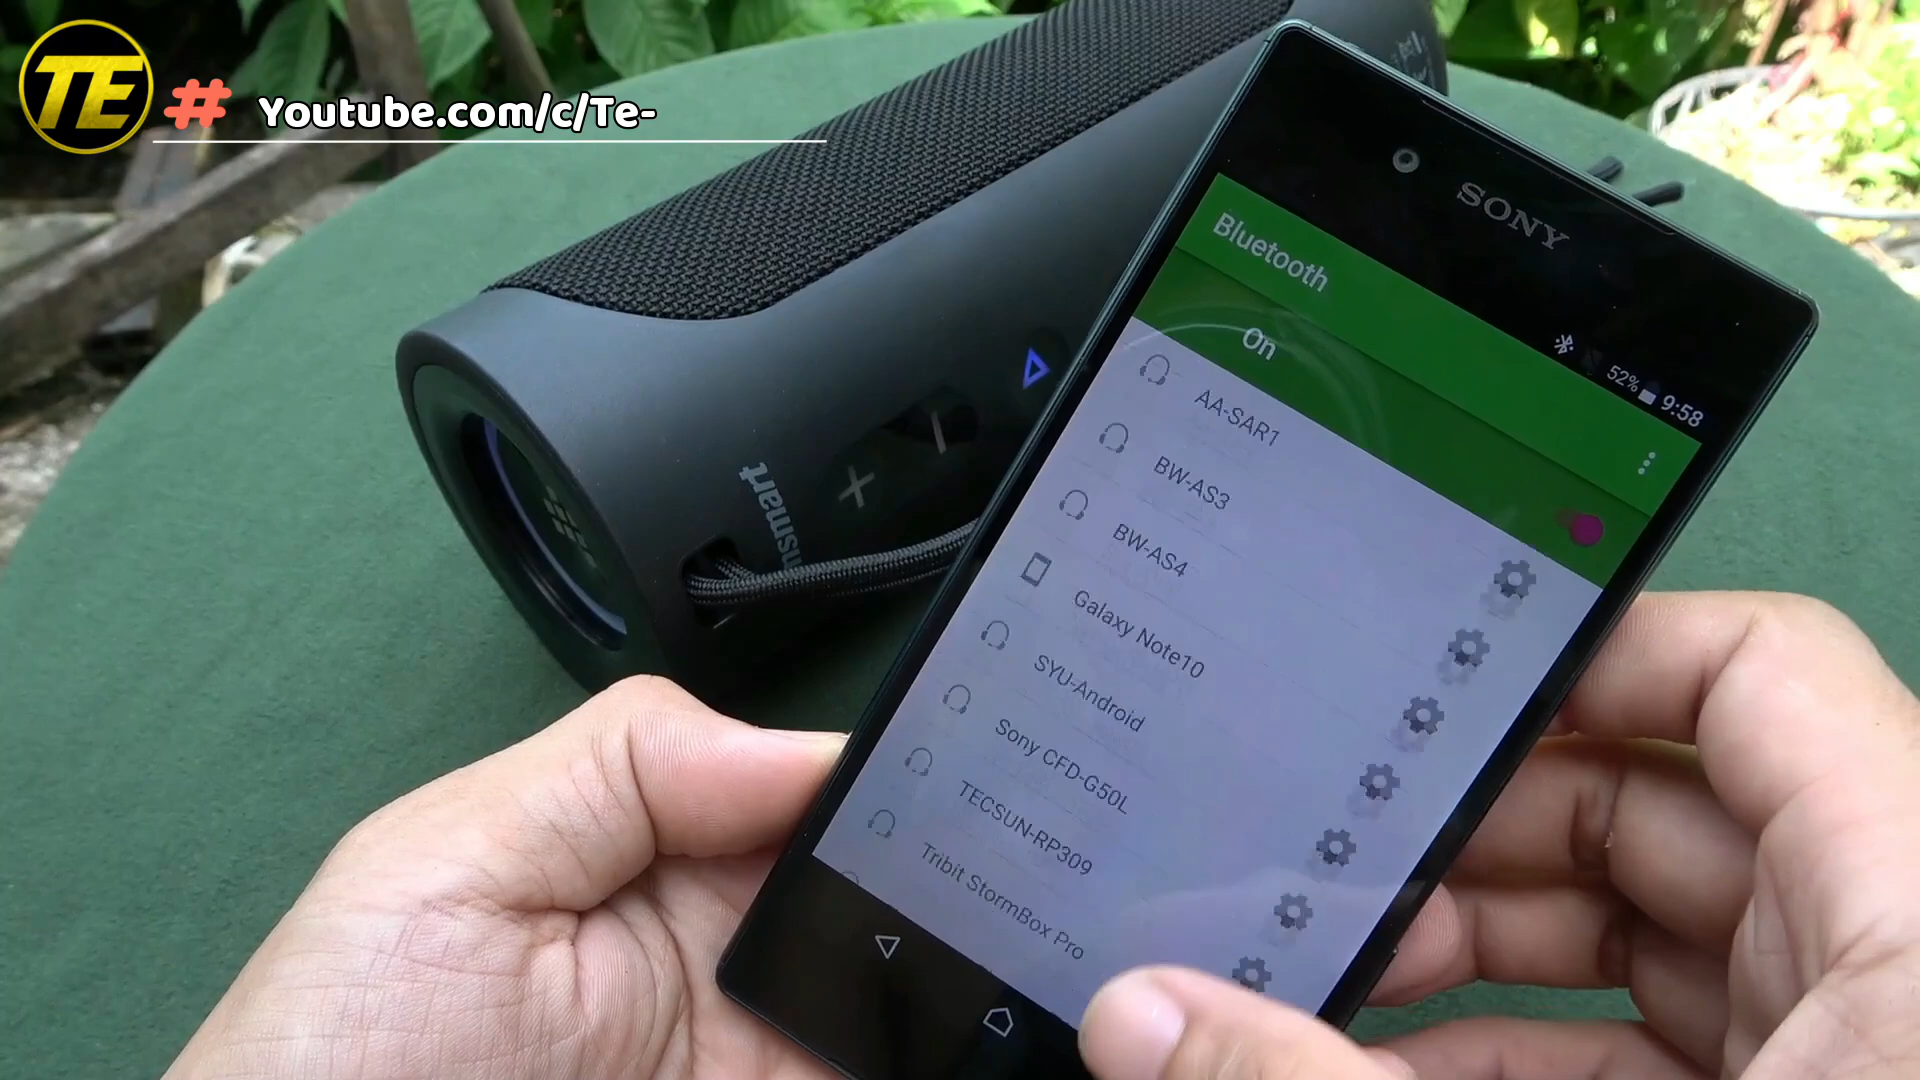 TE
# Youtube.com/c/Te-
SONY
52% 9:58
Bluetooth
On
AA-SAR1
BW-AS3
BW-AS4
Galaxy Note10
SYU-Android
Sony CFD-G50L
TECSUN-RP309
Tribit StormBox Pro
nsmart